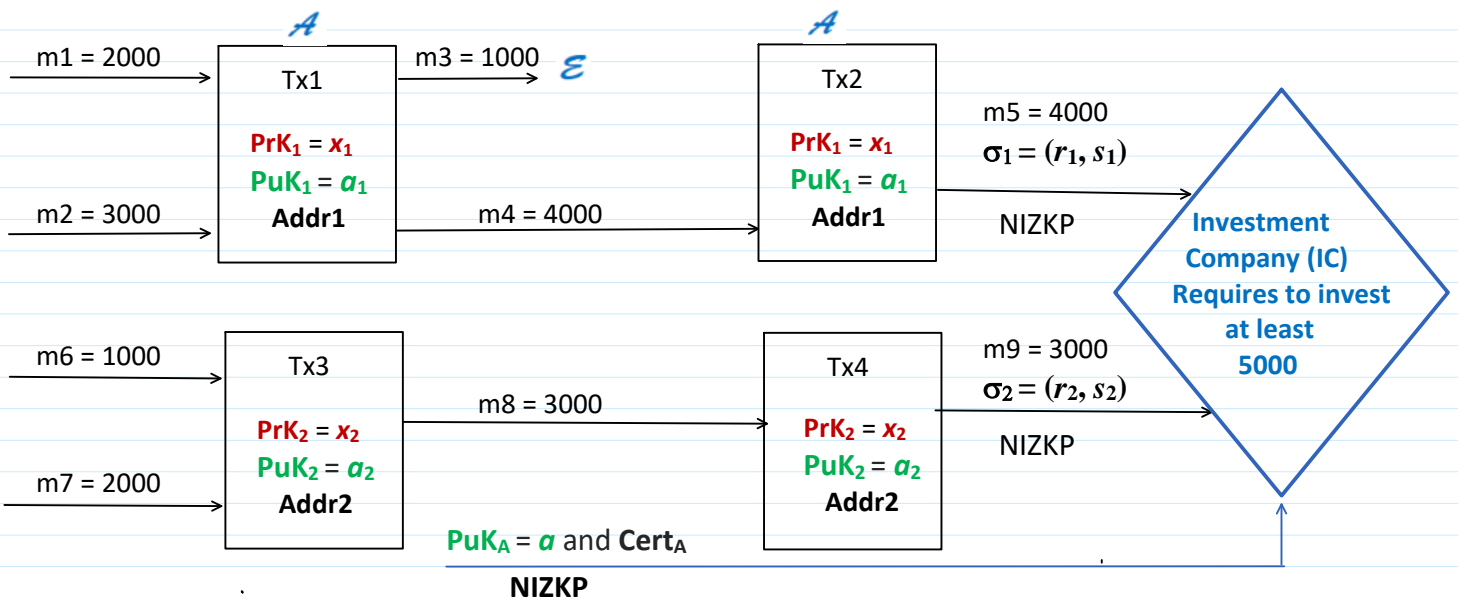 𝒜
m1 = 2000
Tx1
PrK₁ = x₁
PuK₁ = a₁
Addr1
m2 = 3000
m3 = 1000
ℰ
m4 = 4000
𝒜
Tx2
PrK₁ = x₁
PuK₁ = a₁
Addr1
m5 = 4000
σ₁ = (r₁, s₁)
NIZKP
Investment
Company (IC)
Requires to invest
at least
5000
m6 = 1000
m7 = 2000
Tx3
PrK₂ = x₂
PuK₂ = a₂
Addr2
m8 = 3000
Tx4
PrK₂ = x₂
PuK₂ = a₂
Addr2
m9 = 3000
σ₂ = (r₂, s₂)
NIZKP
PuK_A = a and Cert_A
NIZKP